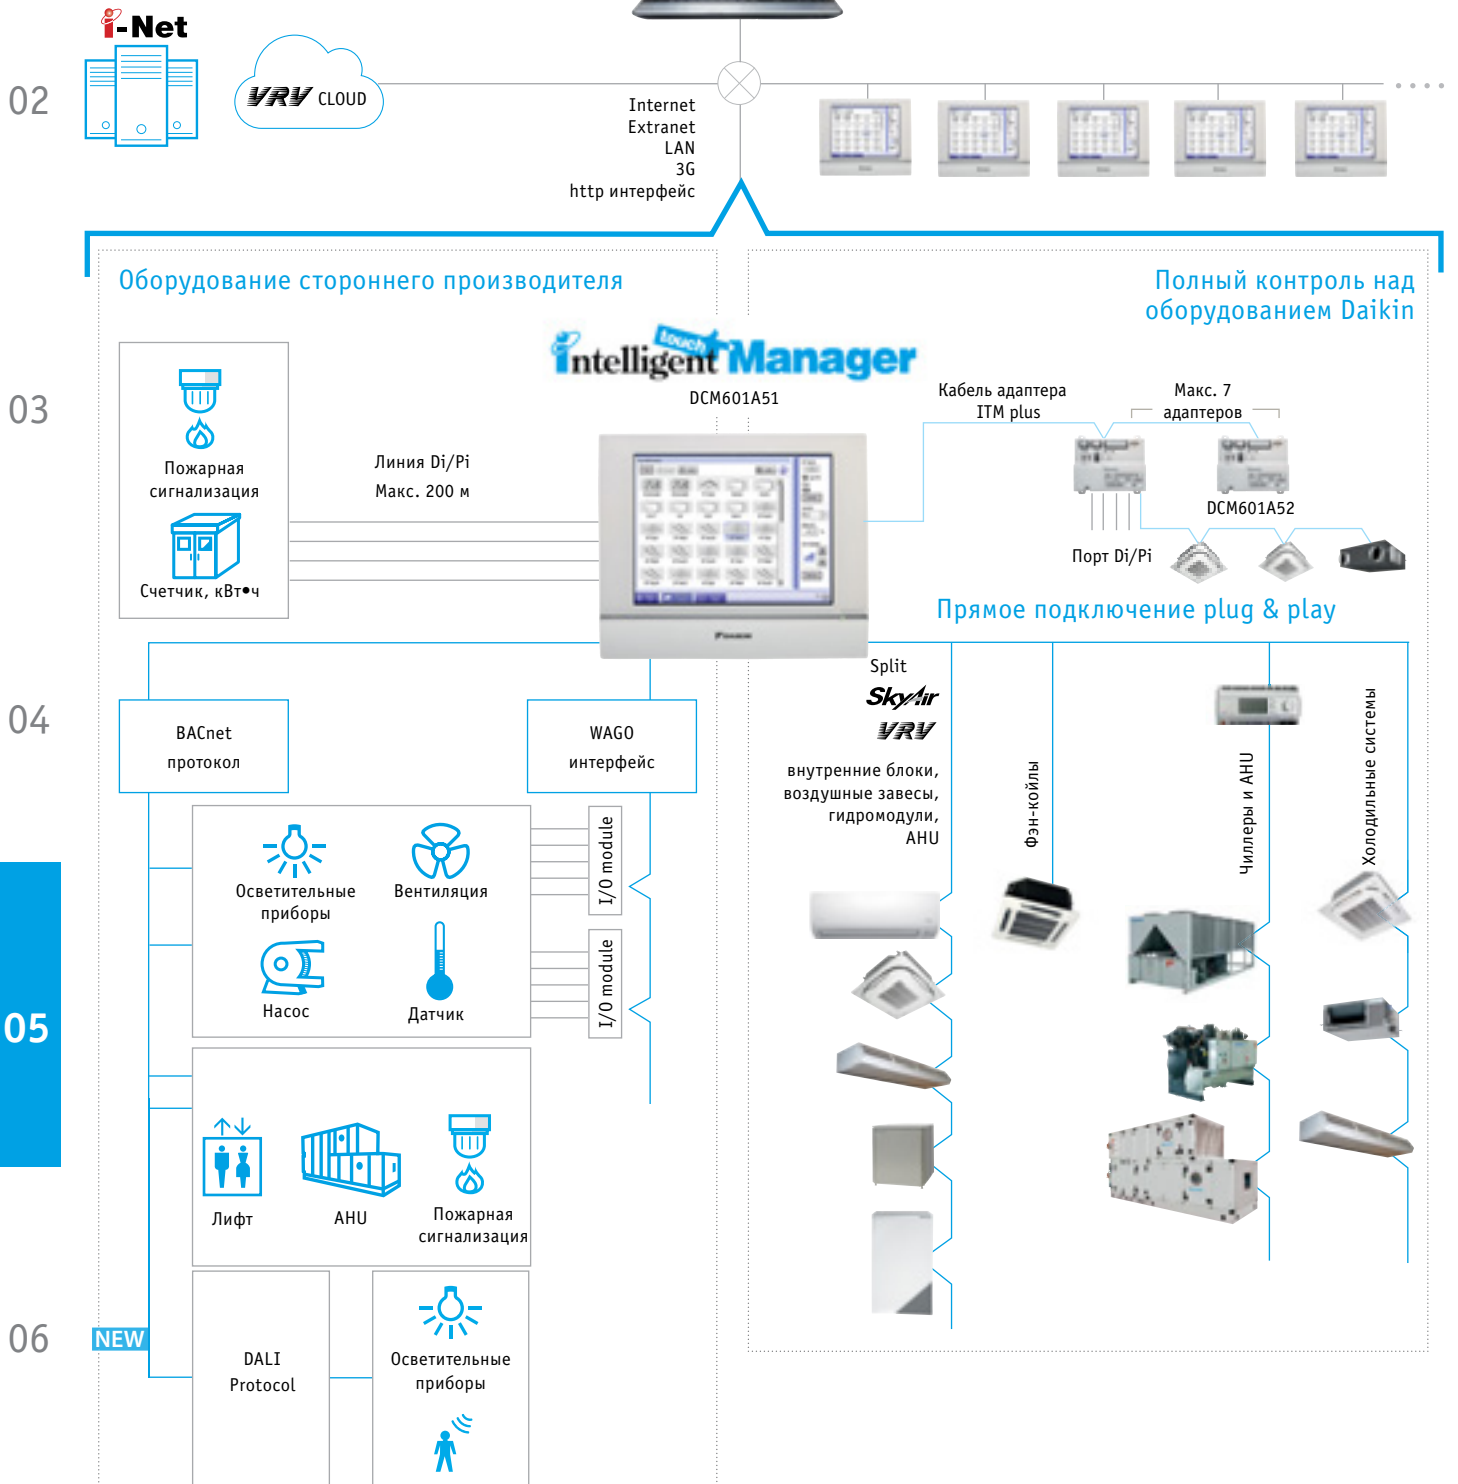 i-Net
02
VRV CLOUD
Internet
Extranet
LAN
3G
http интерфейс
Оборудование стороннего производителя
Полный контроль над
оборудованием Daikin
intelligent touch Manager
DCM601A51
03
Пожарная
сигнализация
Счетчик, кВт•ч
Линия Di/Pi
Макс. 200 м
Кабель адаптера
ITM plus
Макс. 7
адаптеров
DCM601A52
Порт Di/Pi
Прямое подключение plug & play
04
BACnet
протокол
WAGO
интерфейс
Split
SkyAir
VRV
внутренние блоки,
воздушные завесы,
гидромодули,
AHU
Фэн-койлы
Чиллеры и AHU
Холодильные системы
Осветительные
приборы
Вентиляция
I/O module
Насос
Датчик
I/O module
05
Лифт
AHU
Пожарная
сигнализация
06
NEW
DALI
Protocol
Осветительные
приборы